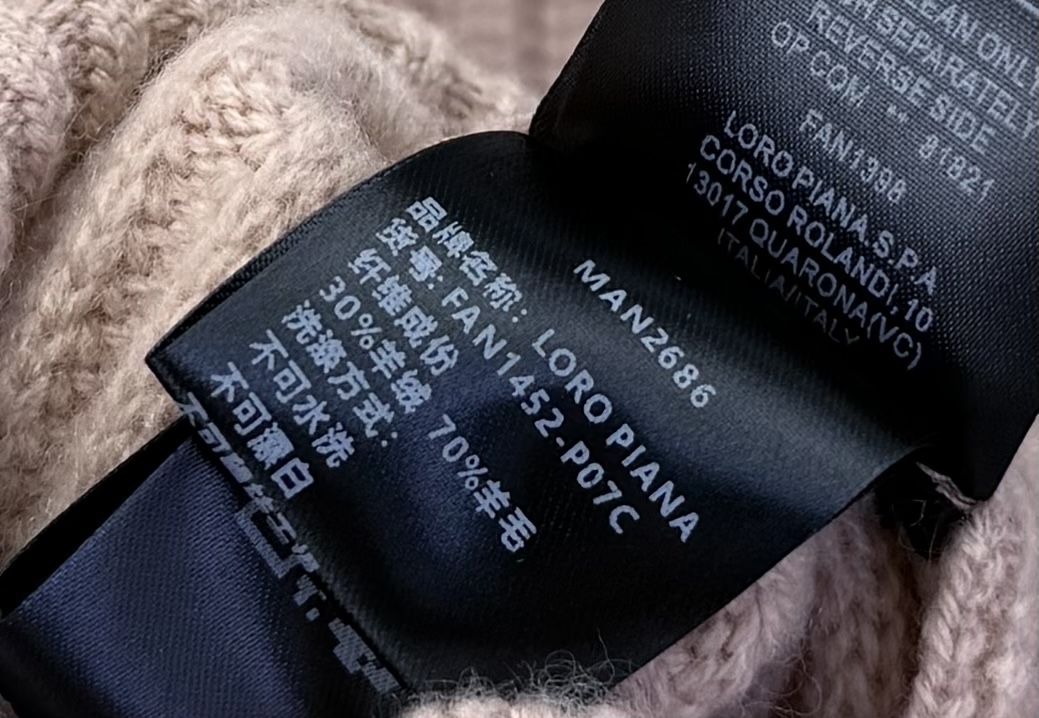 CLEAN ONLY
SEPARATELY
REVERSE SIDE
OP COM 81821
FAN1398
LORO PIANA S.P.A
CORSO ROLANDI, 10
13017 QUARONA(VC)
ITALIA/ITALY
MAN2686
品牌名称: LORO PIANA
货号: FAN1452-P07C
纤维成份
30%羊绒 70%羊毛
洗涤方式:
不可水洗
不可漂白